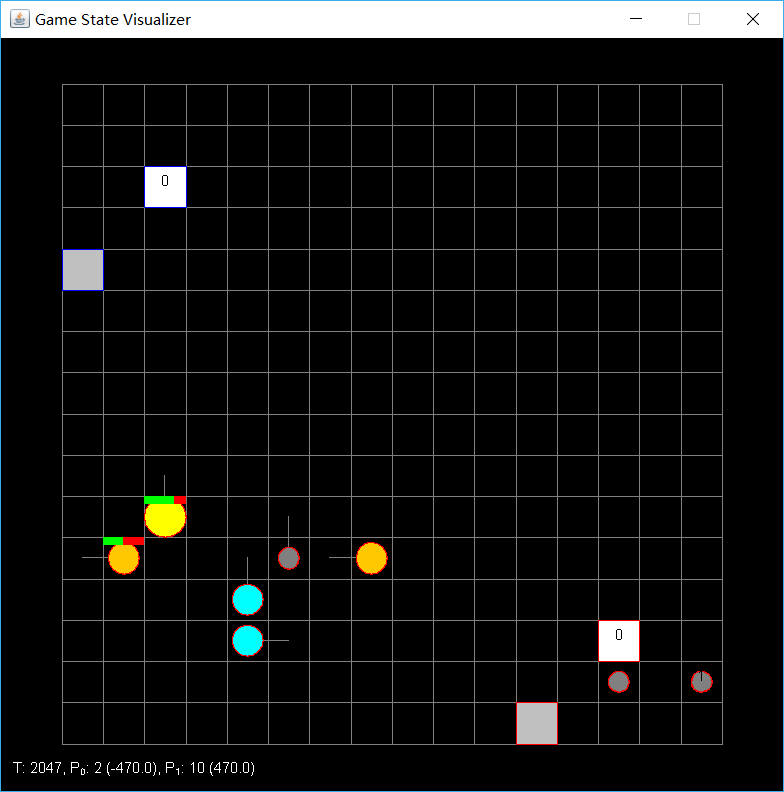 Game State Visualizer
0
0
T: 2047, P₀: 2 (-470.0), P₁: 10 (470.0)